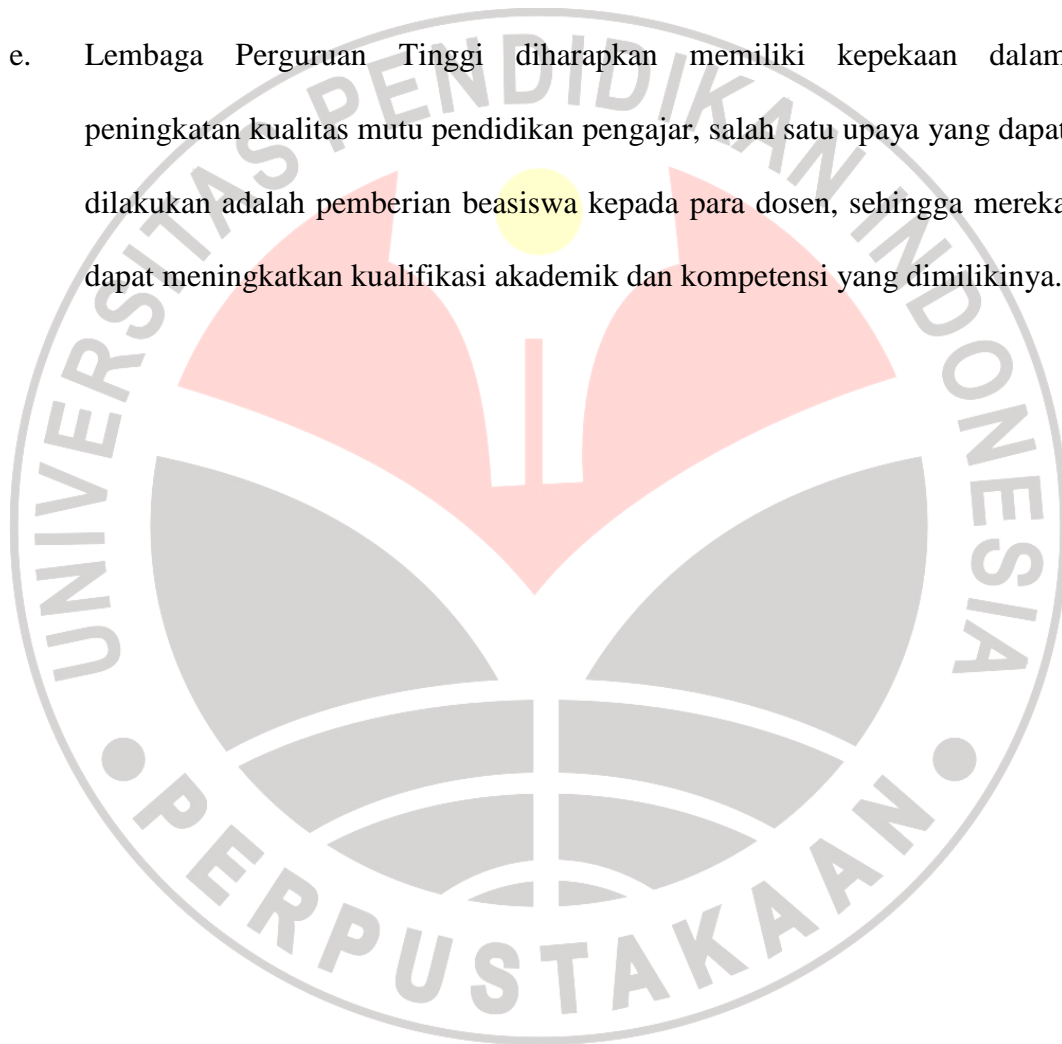 e. Lembaga Perguruan Tinggi diharapkan memiliki kepekaan dalam
peningkatan kualitas mutu pendidikan pengajar, salah satu upaya yang dapat
dilakukan adalah pemberian beasiswa kepada para dosen, sehingga mereka
dapat meningkatkan kualifikasi akademik dan kompetensi yang dimilikinya.
UNIVERSITAS PENDIDIKAN INDONESIA
PERPUSTAKAAN